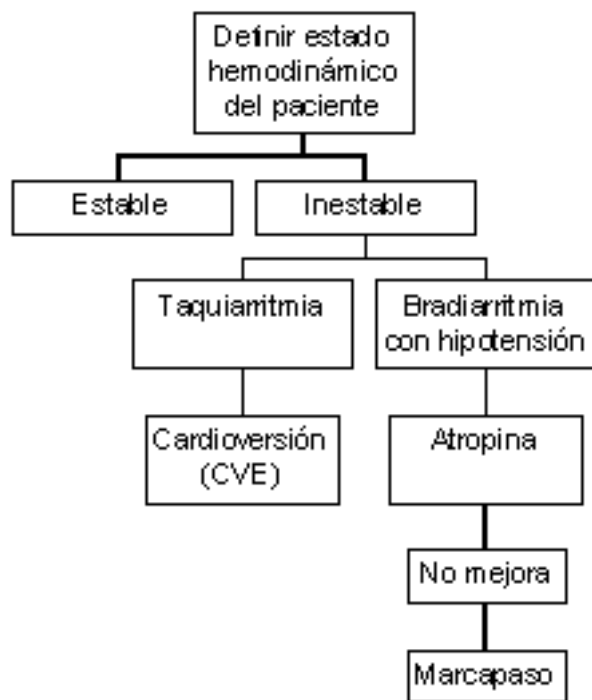 Definir estado
hemodinámico
del paciente
Estable
Inestable
Taquiarritmia
Bradiarritmia
con hipotensión
Cardioversión
(CVE)
Atropina
No mejora
Marcapaso